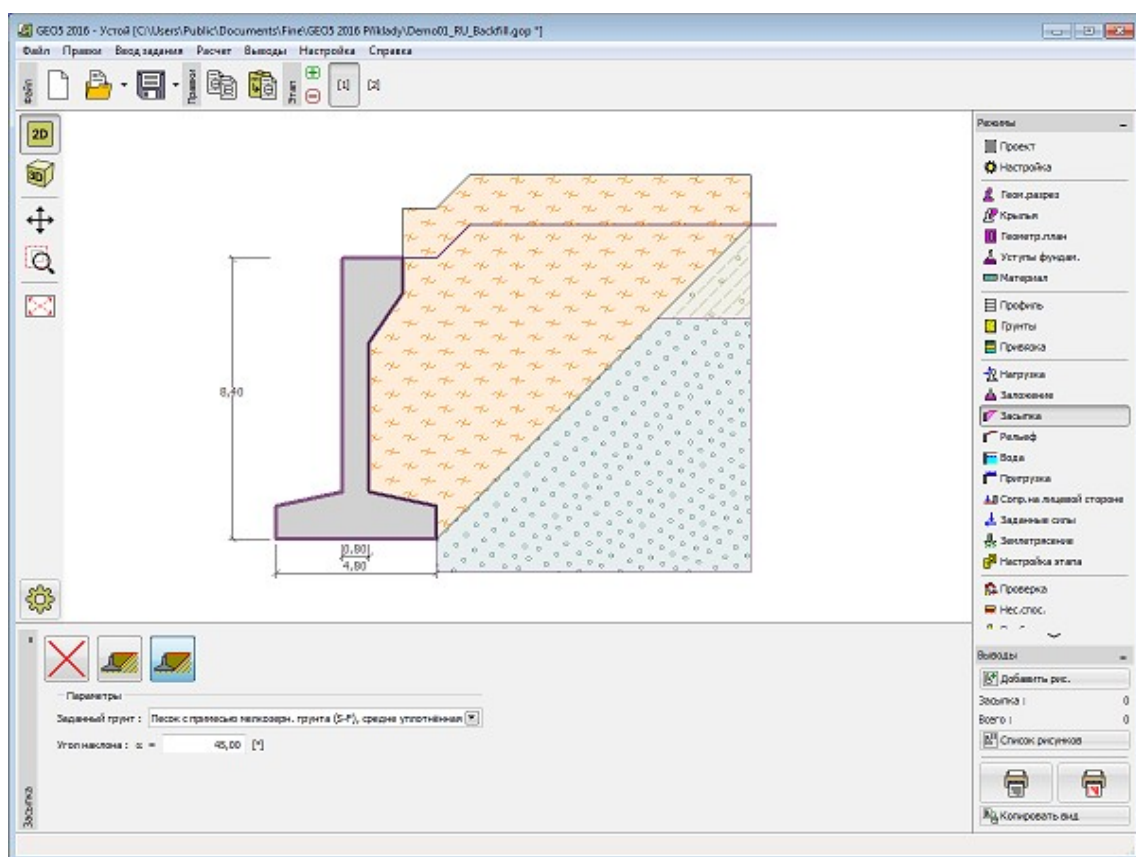 GEO5 2016 - Устой [C:\Users\Public\Documents\Fine\GEO5 2016 Příklady\Demo01_RU_Backfill.gop *]
Файл Правки Ввод задания Расчет Выводы Настройка Справка
Файл
Правки
Этап
[1] [2]
2D
3D
8,40
0,80
4,80
Режимы
Проект
Настройка
Геом.разрез
Крылья
Геометр.план
Уступы фундам.
Материал
Профиль
Грунты
Привязка
Нагрузка
Заложение
Засыпка
Рельеф
Вода
Пригрузка
Сопр.на лицевой стороне
Заданные силы
Землетрясение
Настройка этапа
Проверка
Нес.спос.
Параметры
Заданный грунт : Песок с примесью мелкозерн. грунта (S-F), средне уплотнённая
Угол наклона : α = 45,00 [°]
Засыпка
Выводы
Добавить рис.
Засыпка : 0
Всего : 0
Список рисунков
Копировать вид